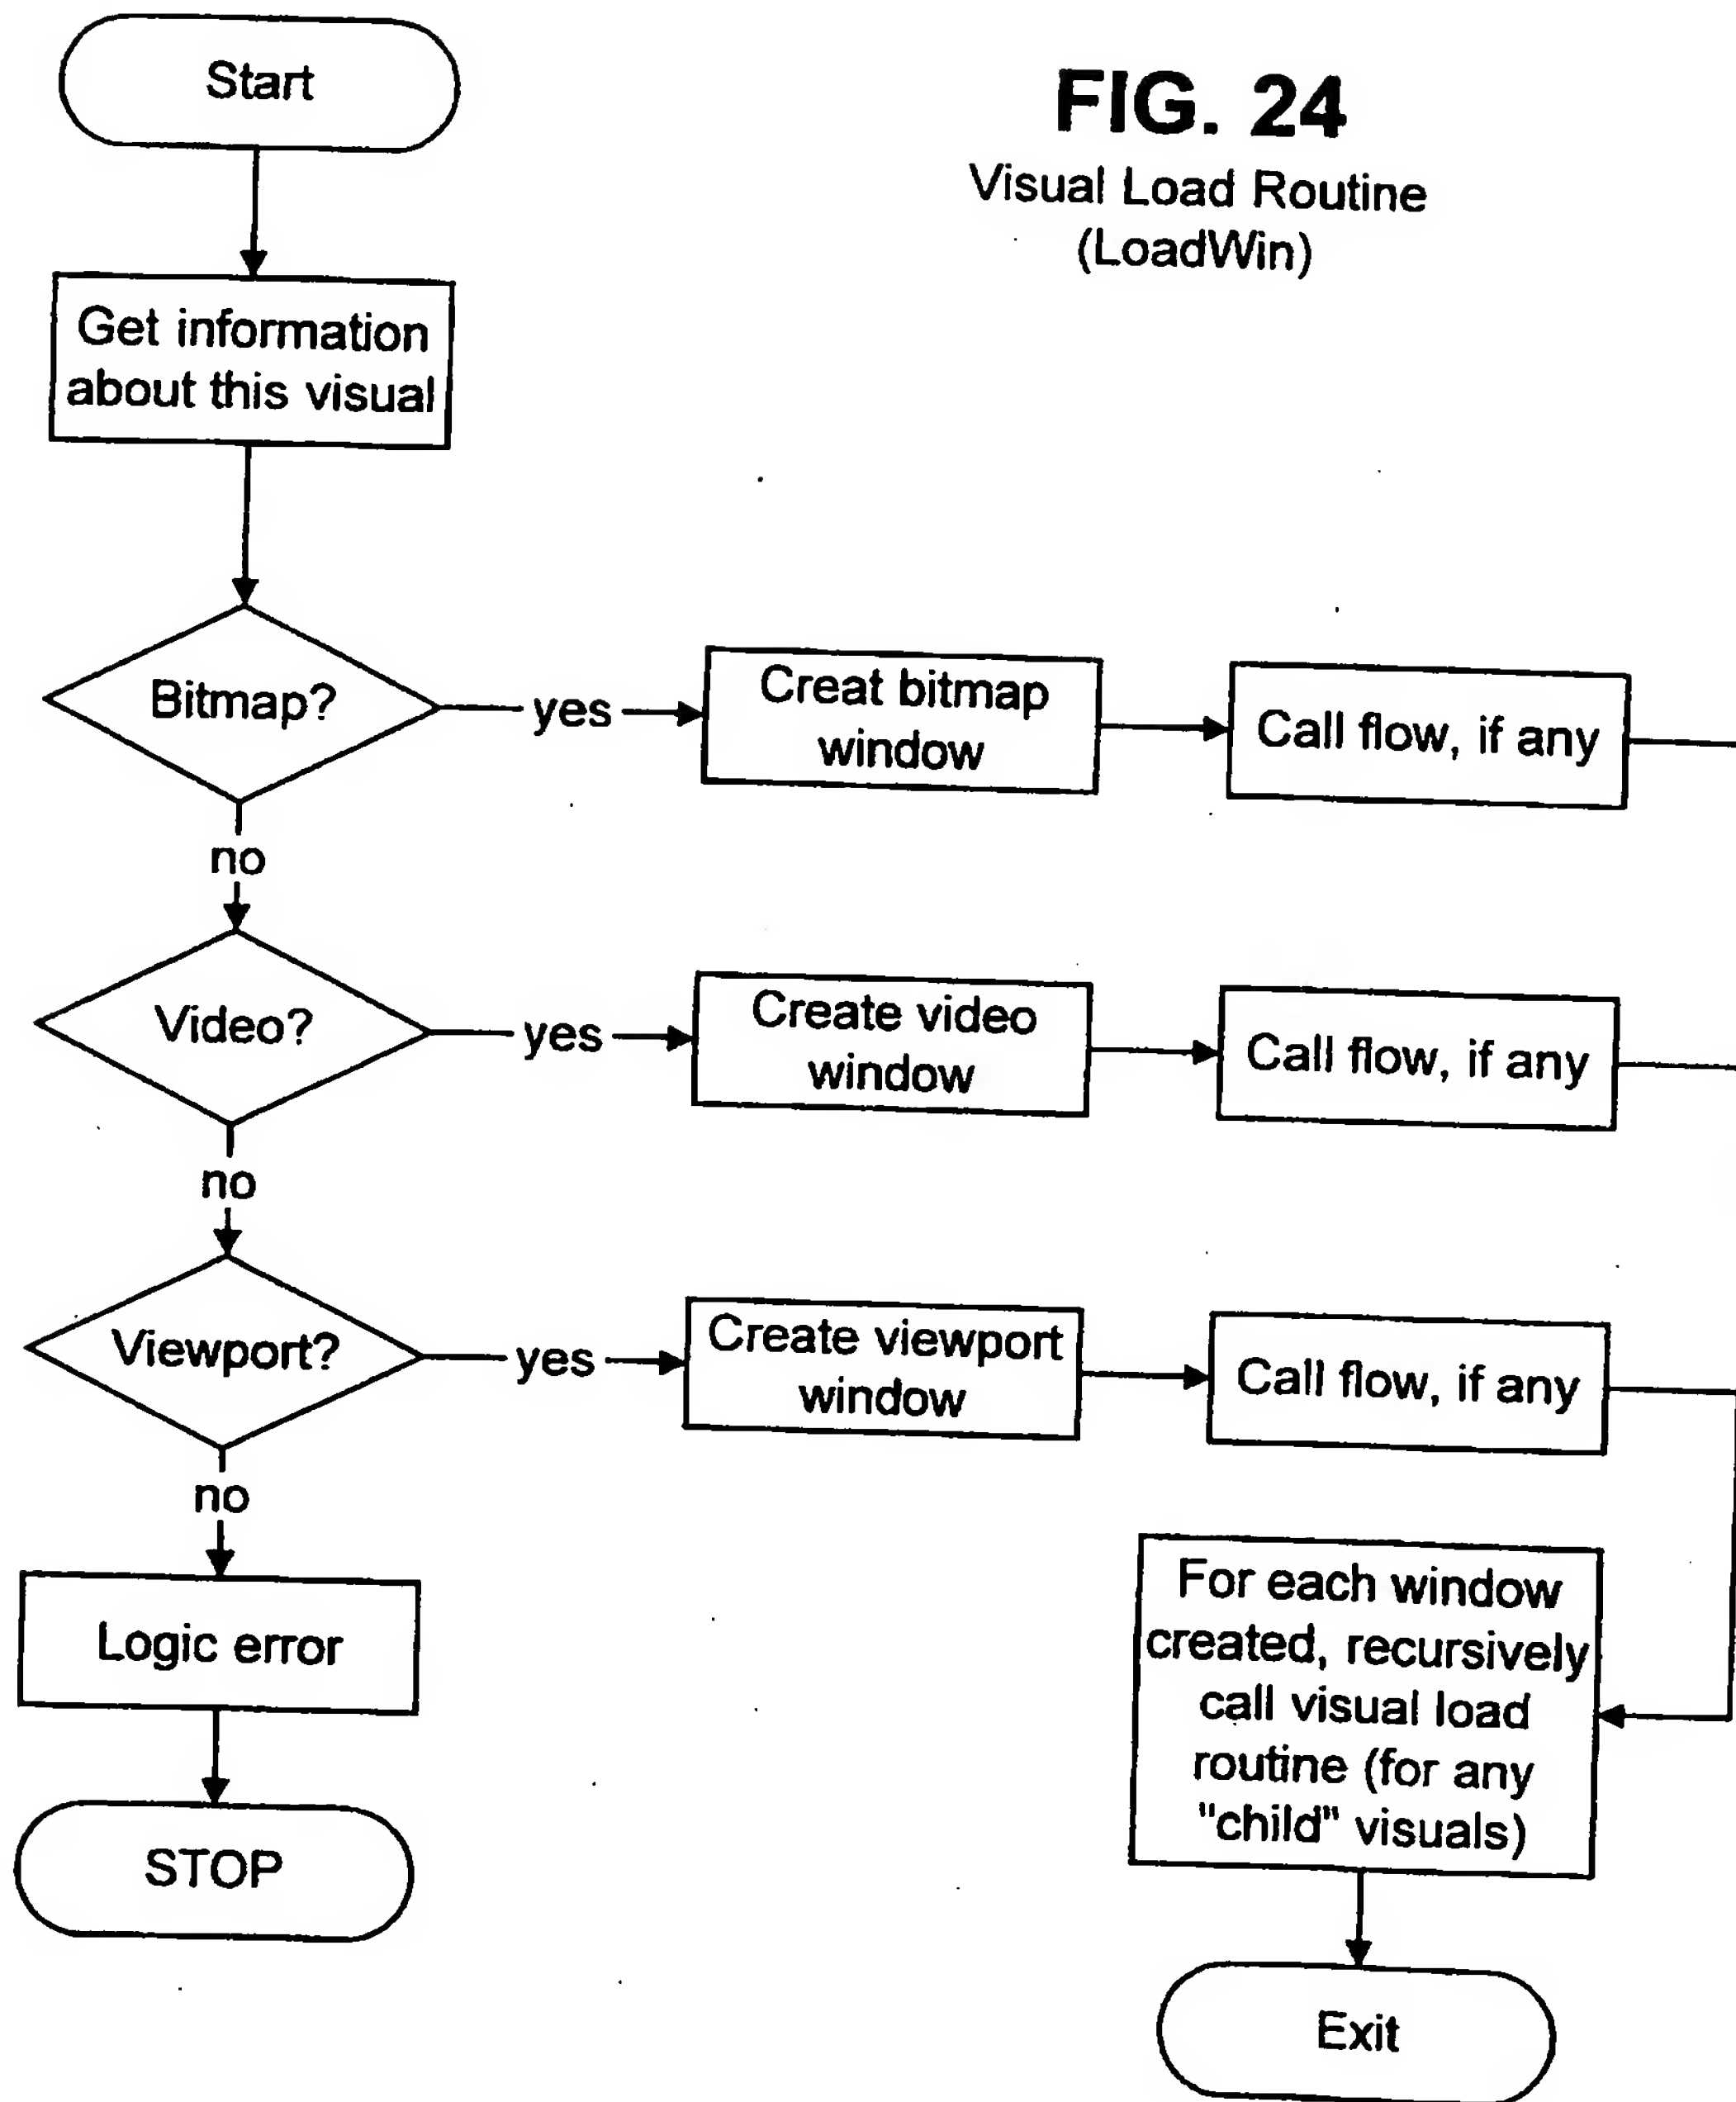 Start
FIG. 24
Visual Load Routine
(LoadWin)
Get information
about this visual
Bitmap?
yes
Creat bitmap
window
Call flow, if any
no
Video?
yes
Create video
window
Call flow, if any
no
Viewport?
yes
Create viewport
window
Call flow, if any
no
Logic error
STOP
For each window
created, recursively
call visual load
routine (for any
"child" visuals)
Exit